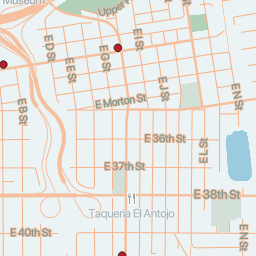 Museum
Upper P
E I St
E D St
E G St
E E St
E J St
E N St
E Morton St
E B St
E 36th St
E L St
E 37th St
E 38th St
Taqueria El Antojo
E 40th St
E N St